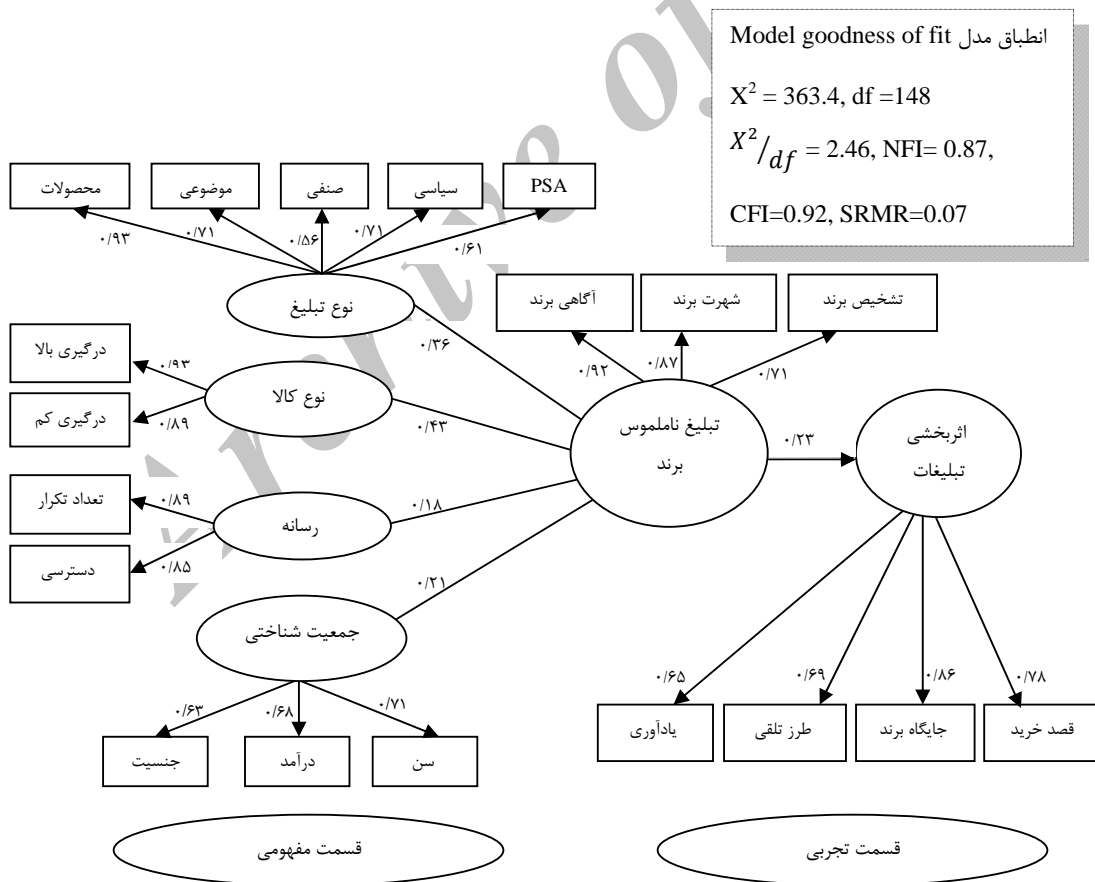 انطباق مدل Model goodness of fit
X² = 363.4, df =148
X²/df = 2.46, NFI= 0.87,
CFI=0.92, SRMR=0.07
محصولات
موضوعی
صنفی
سیاسی
PSA
۰/۹۳
۰/۷۱
۰/۵۶
۰/۷۱
۰/۶۱
نوع تبلیغ
آگاهی برند
شهرت برند
تشخیص برند
۰/۳۶
۰/۹۲
۰/۸۷
۰/۷۱
درگیری بالا
درگیری کم
۰/۹۳
۰/۸۹
نوع کالا
۰/۴۳
تبلیغ ناملموس
برند
۰/۲۳
اثربخشی
تبلیغات
تعداد تکرار
دسترسی
۰/۸۹
۰/۸۵
رسانه
۰/۱۸
۰/۲۱
جمعیت شناختی
۰/۶۳
۰/۶۸
۰/۷۱
جنسیت
درآمد
سن
۰/۶۵
۰/۶۹
۰/۸۶
۰/۷۸
یادآوری
طرز تلقی
جایگاه برند
قصد خرید
قسمت مفهومی
قسمت تجربی